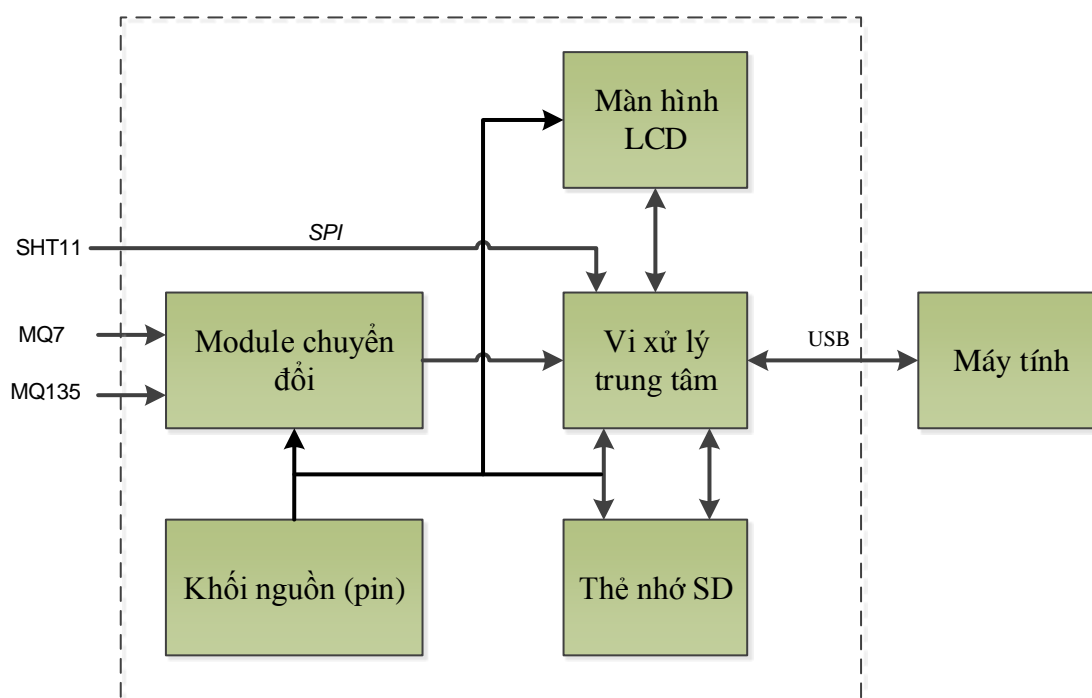 Màn hình
LCD
SPI
SHT11
MQ7
MQ135
Module chuyển
đổi
Vi xử lý
trung tâm
USB
Máy tính
Khối nguồn (pin)
Thẻ nhớ SD